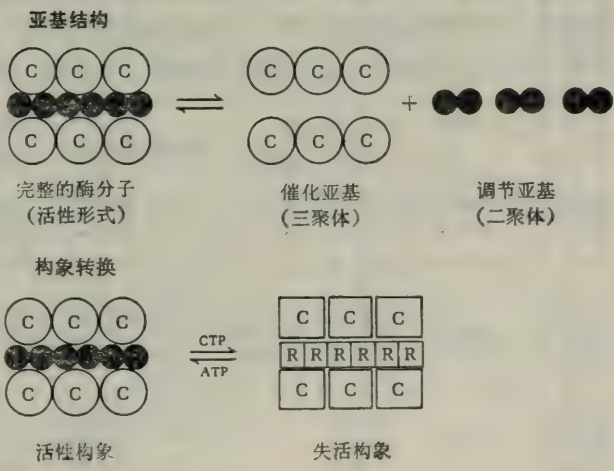 亚基结构
C C C C C C
+
C C C C C C
完整的酶分子 催化亚基 调节亚基
(活性形式) (三聚体) (二聚体)
构象转换
C C C C C C
CTP
R R R R R R
ATP
C C C C C C
活性构象 失活构象